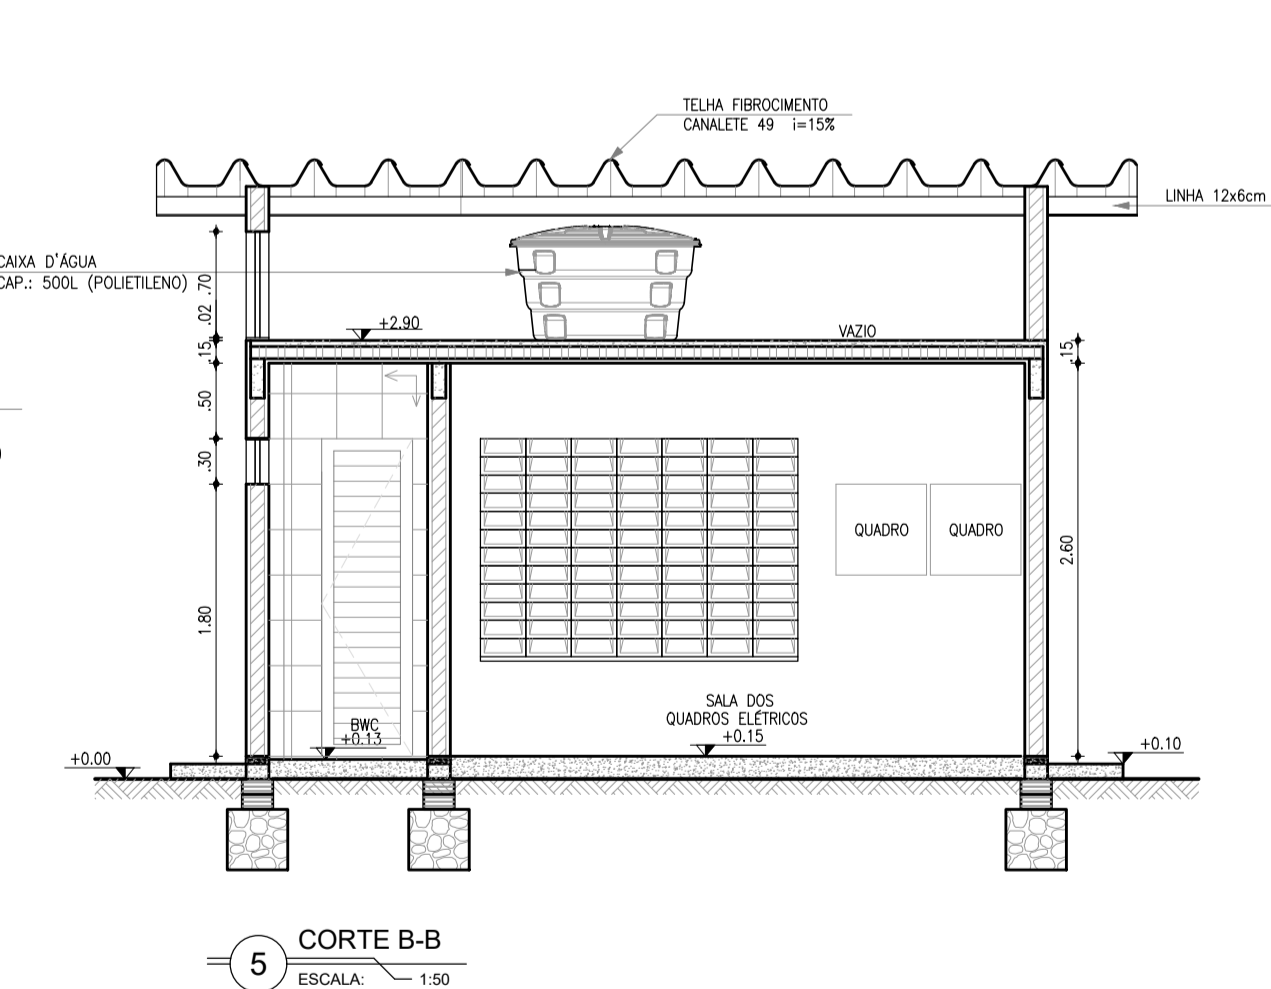 TELHA FIBROCIMENTO
CANALETE 49 i=15%
LINHA 12x6cm
CAIXA D'ÁGUA
CAP.: 500L (POLIETILENO)
.70
.02
+2.90
VAZIO
.15
.15
.50
.30
QUADRO
QUADRO
2.60
1.80
SALA DOS
QUADROS ELÉTRICOS
+0.15
BWC
+0.13
+0.00
+0.10
5
CORTE B-B
ESCALA: 1:50